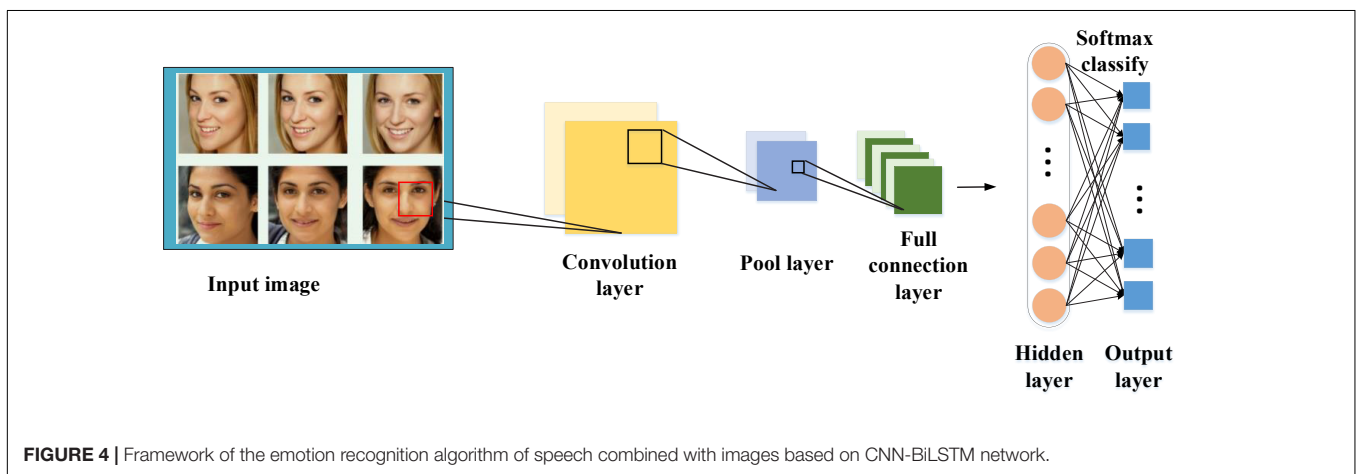 Input image
Convolution
layer
Pool layer
Full
connection
layer
Softmax
classify
Hidden
layer
Output
layer
FIGURE 4 | Framework of the emotion recognition algorithm of speech combined with images based on CNN-BiLSTM network.